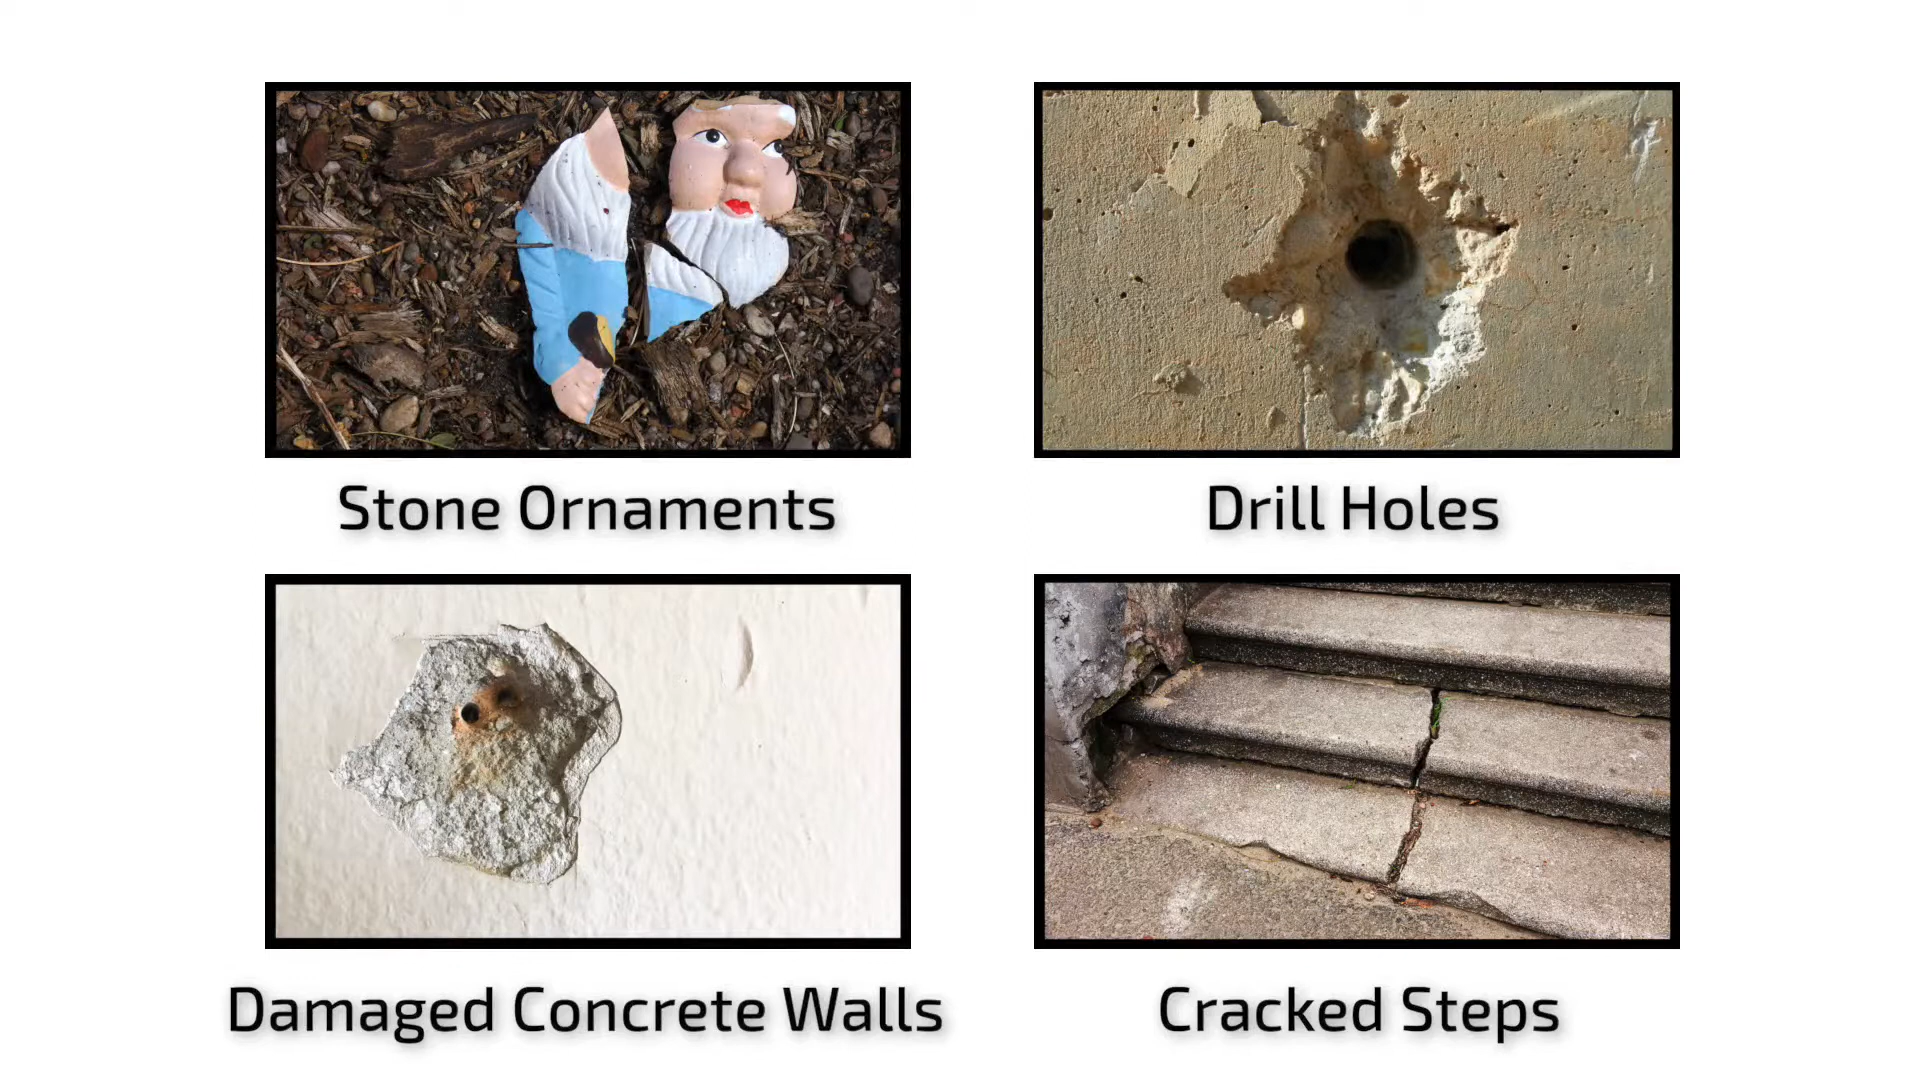 Stone Ornaments
Drill Holes
Damaged Concrete Walls
Cracked Steps